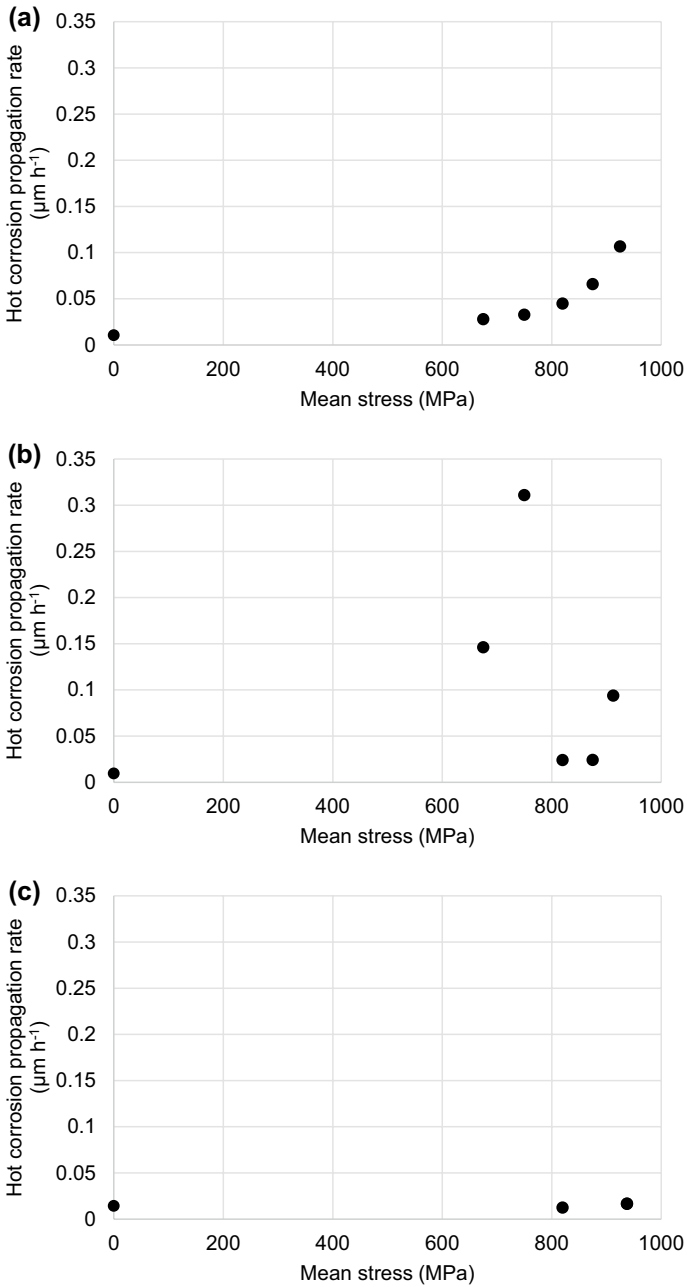 (a)
Hot corrosion propagation rate
(µm h-1)
0.35
0.3
0.25
0.2
0.15
0.1
0.05
0
0 200 400 600 800 1000
Mean stress (MPa)
(b)
Hot corrosion propagation rate
(µm h-1)
0.35
0.3
0.25
0.2
0.15
0.1
0.05
0
0 200 400 600 800 1000
Mean stress (MPa)
(c)
Hot corrosion propagation rate
(µm h-1)
0.35
0.3
0.25
0.2
0.15
0.1
0.05
0
0 200 400 600 800 1000
Mean stress (MPa)